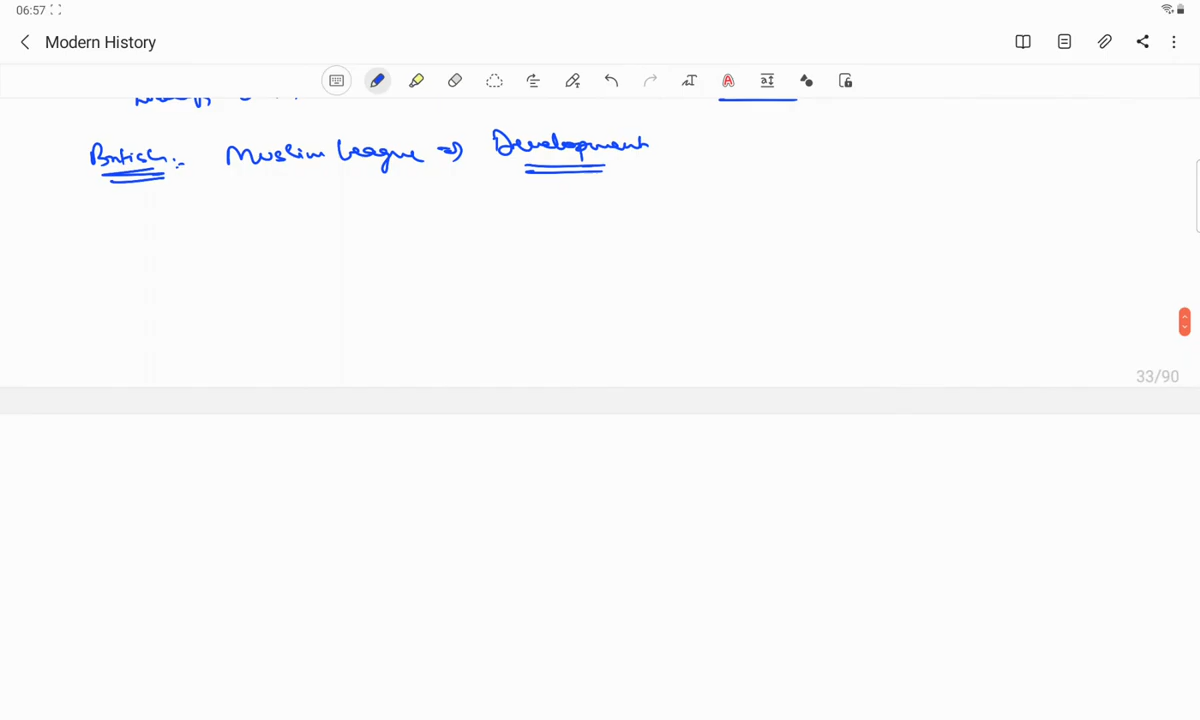 06:57
Modern History
British :- Muslim League ⇒ Development
33/90